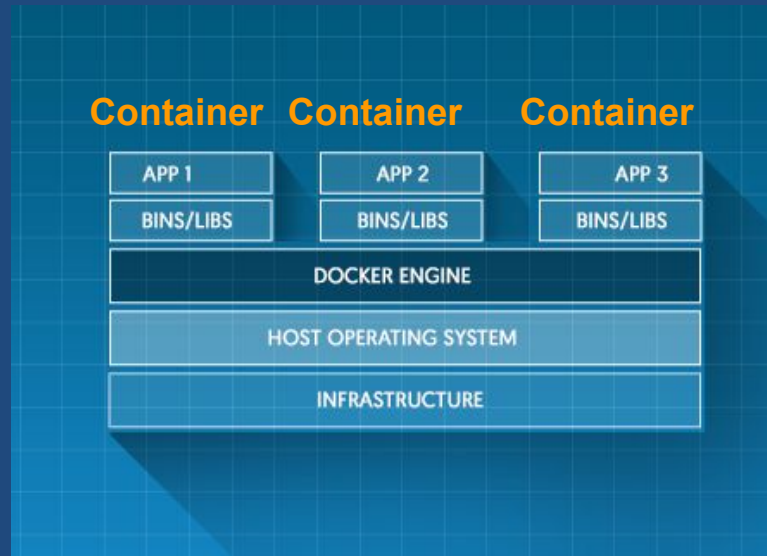 Container Container Container
APP 1 APP 2 APP 3
BINS/LIBS BINS/LIBS BINS/LIBS
DOCKER ENGINE
HOST OPERATING SYSTEM
INFRASTRUCTURE